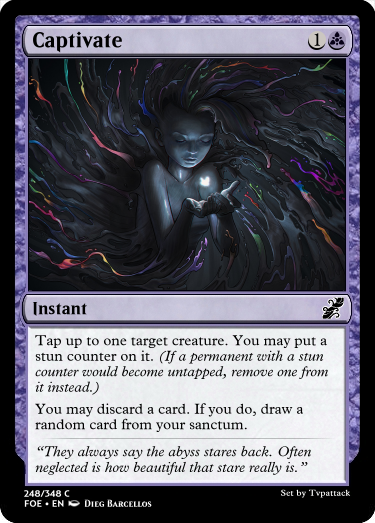 Captivate 1
Instant
Tap up to one target creature. You may put a
stun counter on it. (If a permanent with a stun
counter would become untapped, remove one from
it instead.)
You may discard a card. If you do, draw a
random card from your sanctum.
“They always say the abyss stares back. Often
neglected is how beautiful that stare really is.”
248/348 C
FOE • EN Dieg Barcellos
Set by Tvpattack